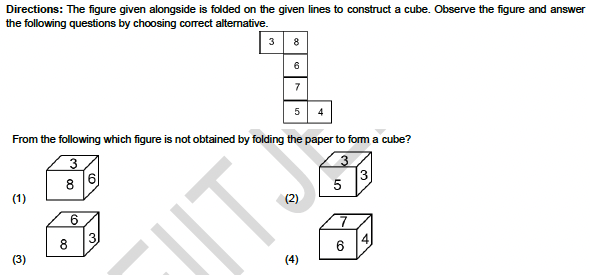 Directions: The figure given alongside is folded on the given lines to construct a cube. Observe the figure and answer
the following questions by choosing correct alternative.
3 8
6
7
5 4
From the following which figure is not obtained by folding the paper to form a cube?
(1) 3 8 6
(2) 3 5 3
(3) 6 8 3
(4) 7 6 4
IIT JE